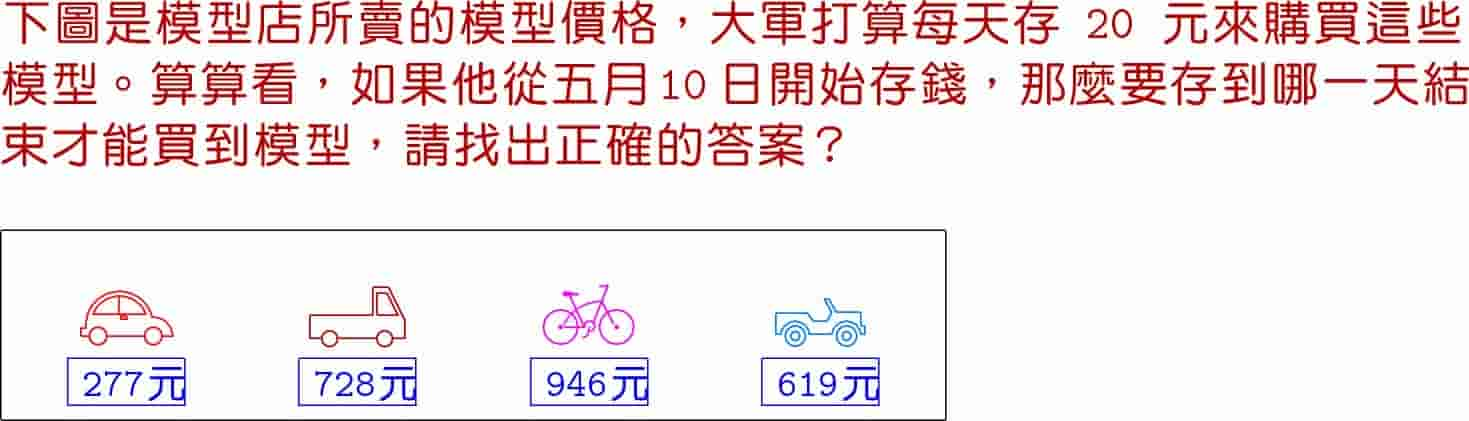 下圖是模型店所賣的模型價格，大軍打算每天存 20 元來購買這些
模型。算算看，如果他從五月10日開始存錢，那麼要存到哪一天結
束才能買到模型，請找出正確的答案？
277元 728元 946元 619元